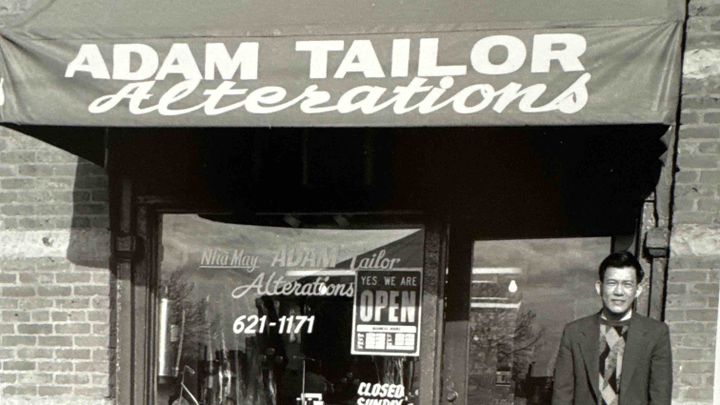 ADAM TAILOR
Alterations
Nhà May ADAM Tailor
Alterations
YES, WE ARE
OPEN
621-1171
CLOSED
SUNDAY